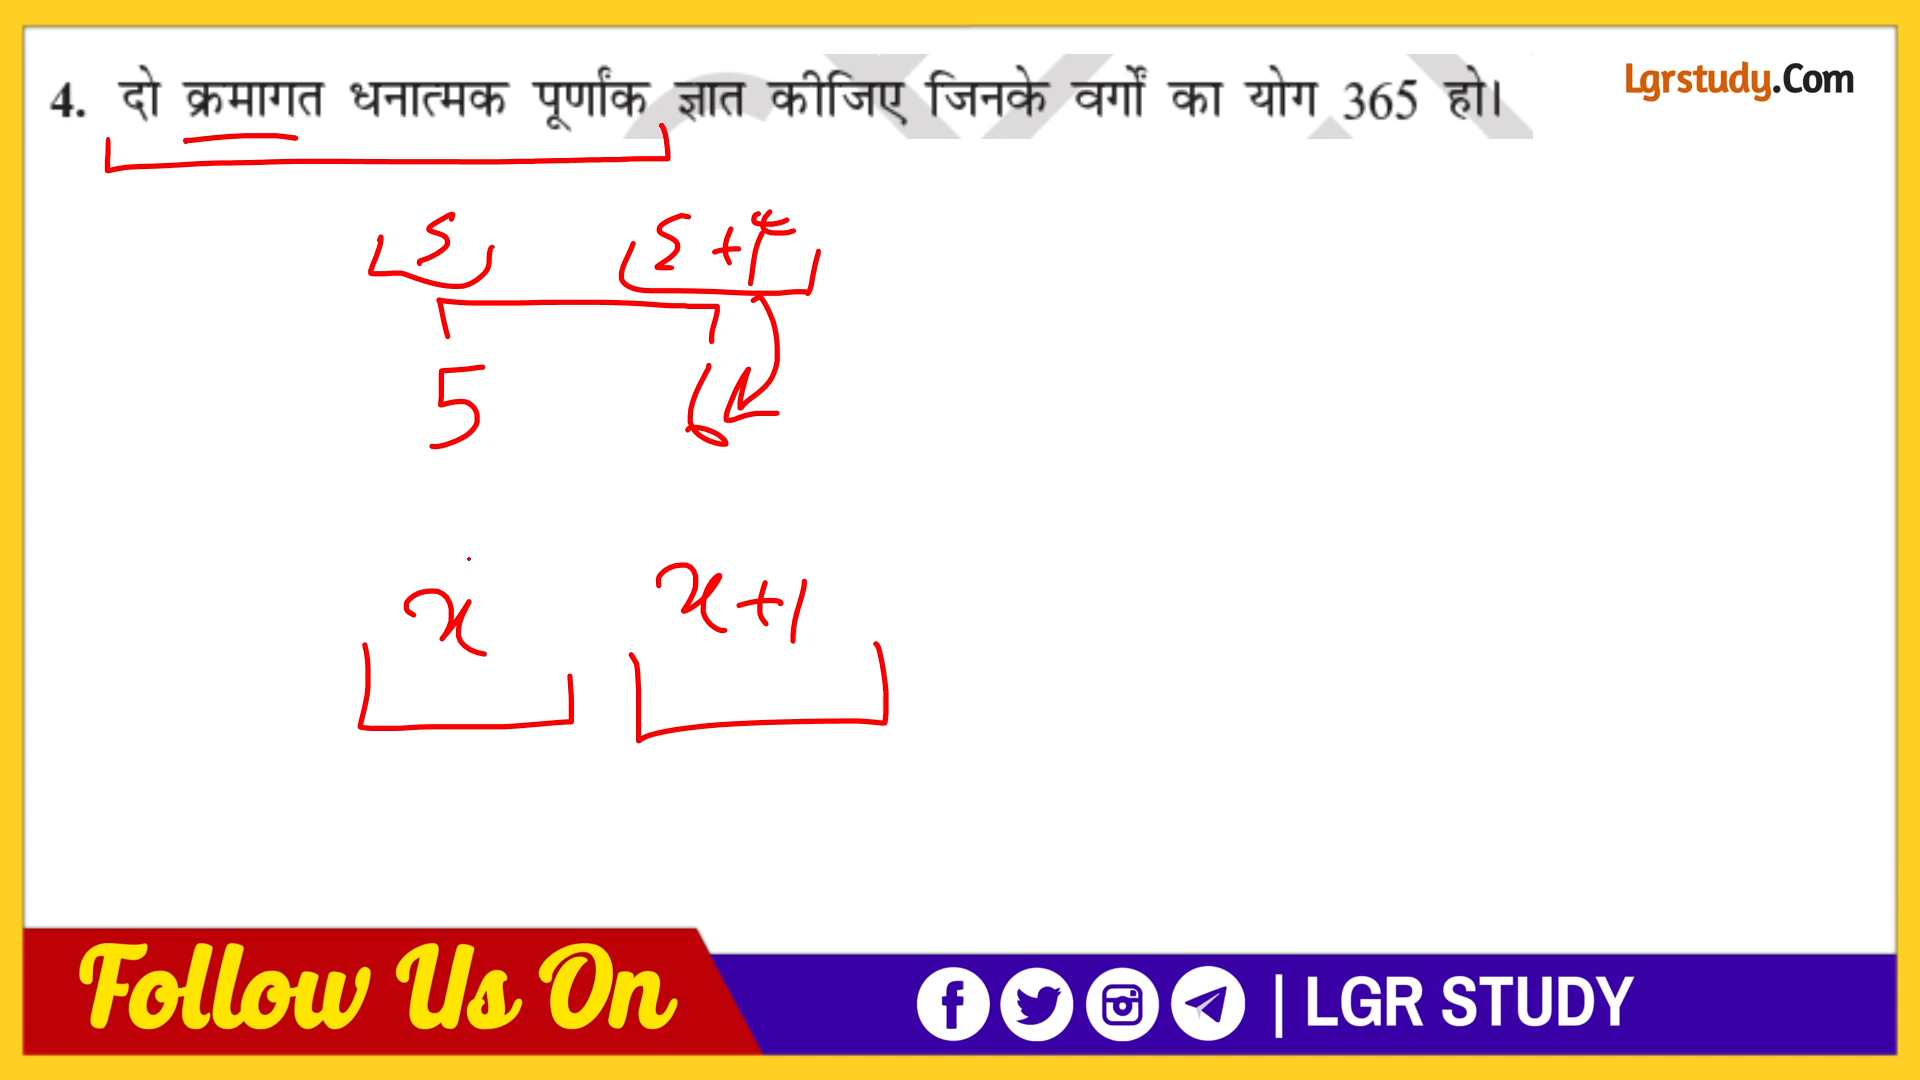 4. दो क्रमागत धनात्मक पूर्णांक ज्ञात कीजिए जिनके वर्गों का योग 365 हो।
Lgrstudy.Com
5 5+1
5 6
x x+1
Follow Us On
| LGR STUDY